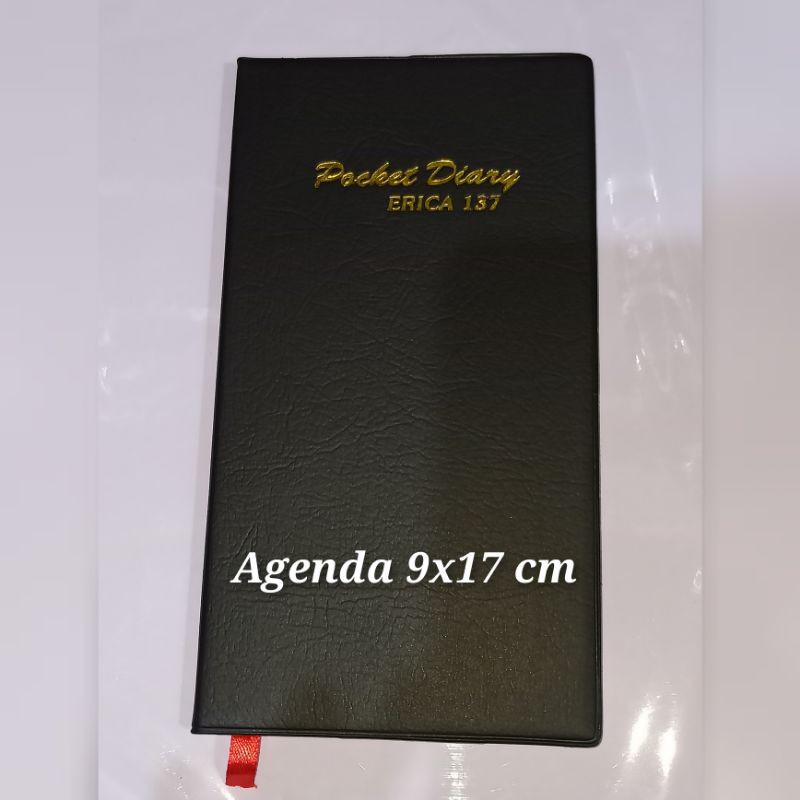 Pocket Diary
ERICA 137
Agenda 9x17 cm